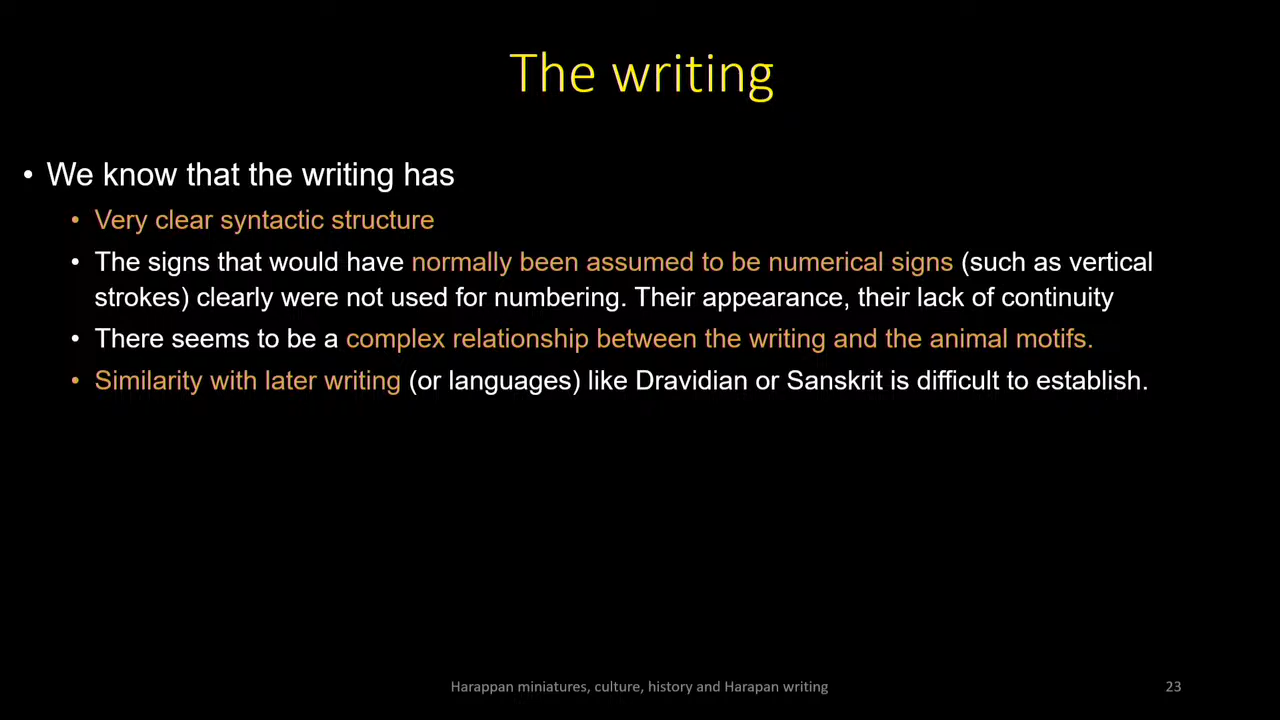 The writing
• We know that the writing has
• Very clear syntactic structure
• The signs that would have normally been assumed to be numerical signs (such as vertical
strokes) clearly were not used for numbering. Their appearance, their lack of continuity
• There seems to be a complex relationship between the writing and the animal motifs.
• Similarity with later writing (or languages) like Dravidian or Sanskrit is difficult to establish.
Harappan miniatures, culture, history and Harapan writing
23